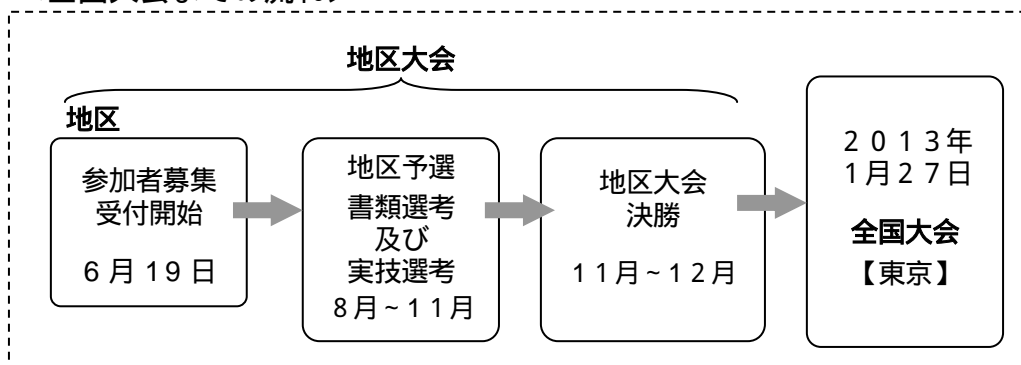 地区大会
地区
参加者募集
受付開始
6月19日
地区予選
書類選考
及び
実技選考
8月~11月
地区大会
決勝
11月~12月
2013年
1月27日
全国大会
【東京】